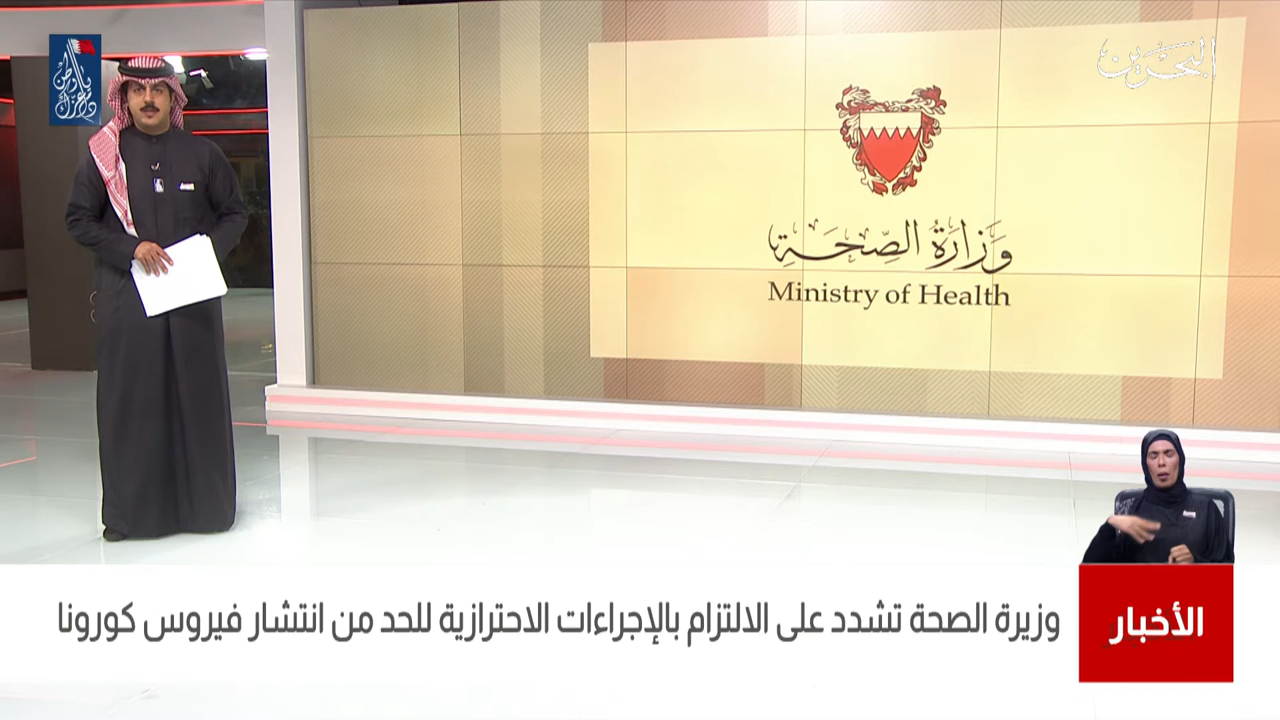 البحرين
وزارة الصحة
Ministry of Health
الأخبار
وزيرة الصحة تشدد على الالتزام بالإجراءات الاحترازية للحد من انتشار فيروس كورونا